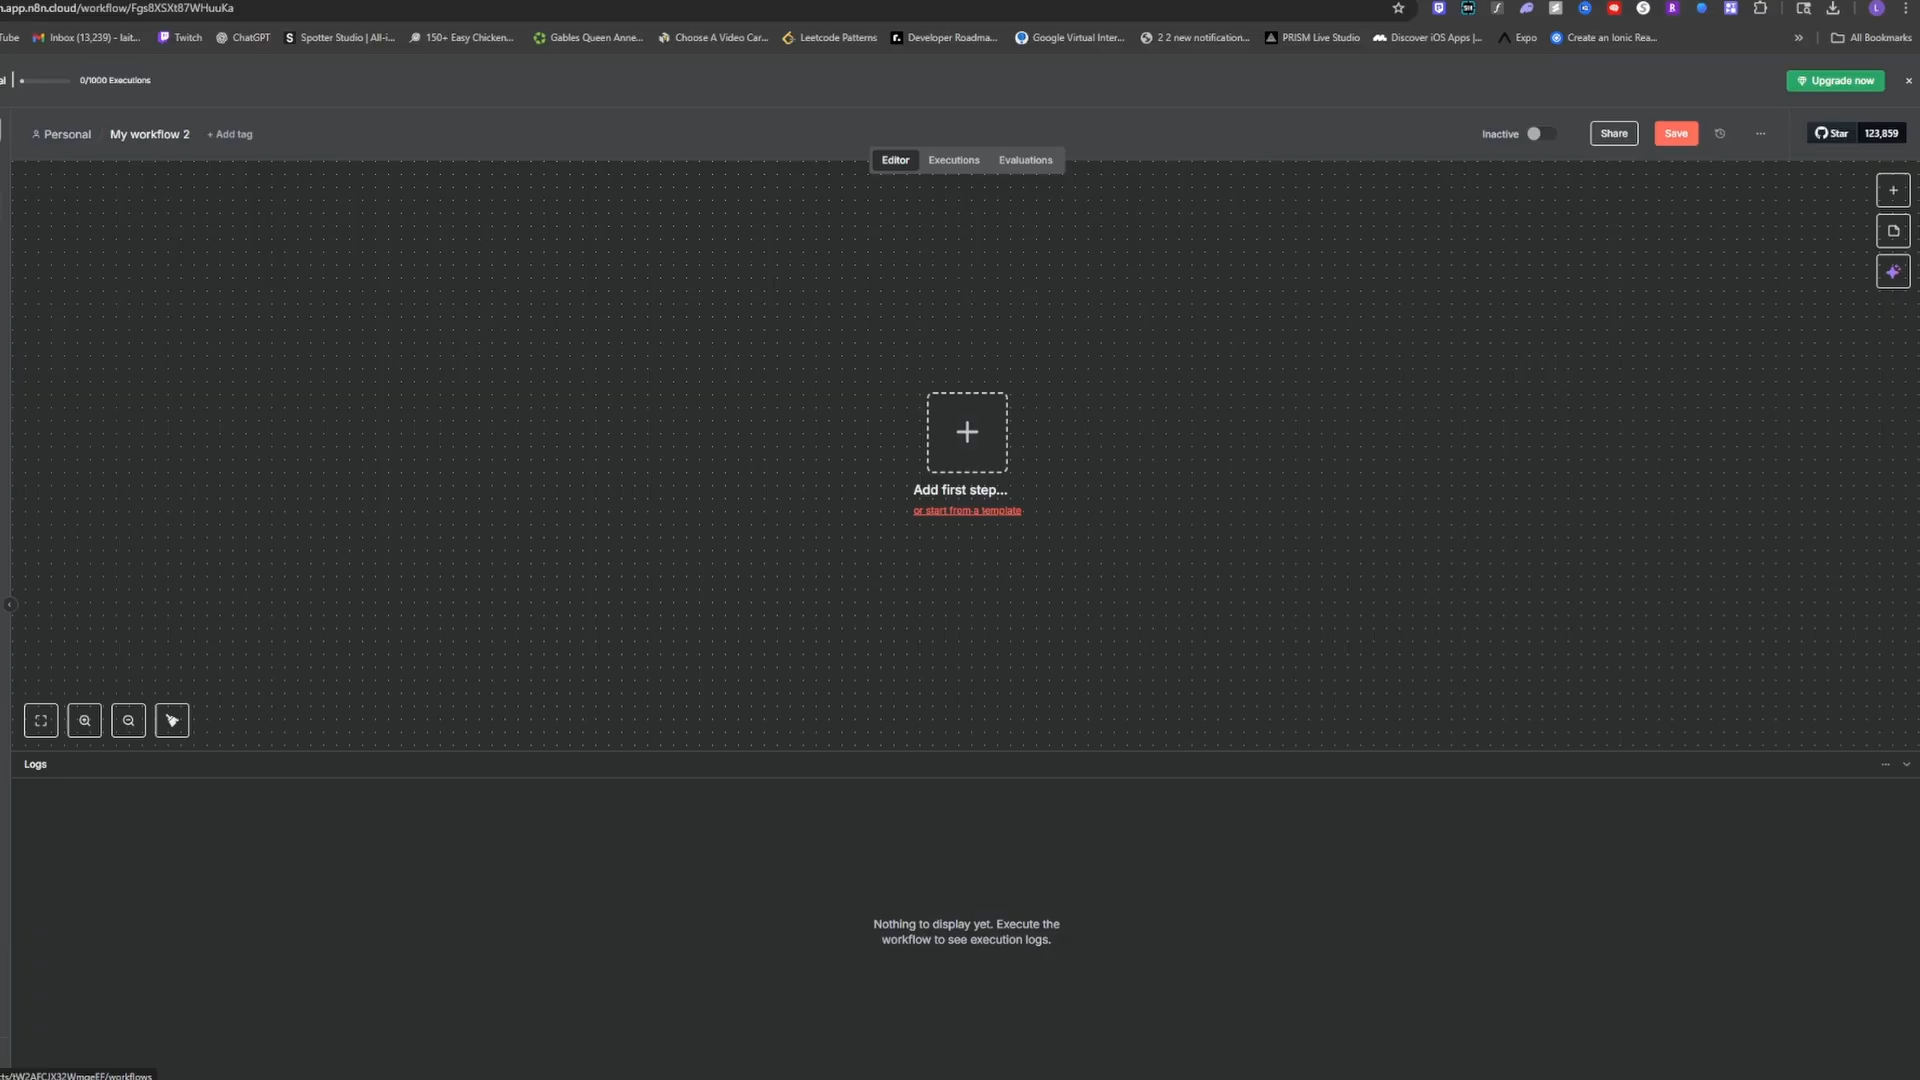 n.app.n8n.cloud/workflow/Fgs8XSXt87WHuuKa
Tube Inbox (13,239) - lait... Twitch ChatGPT Spotter Studio | All-i... 150+ Easy Chicken... Gables Queen Anne... Choose A Video Car... Leetcode Patterns Developer Roadma... Google Virtual Inter... 2 2 new notification... PRISM Live Studio Discover iOS Apps |... Expo Create an Ionic Rea... » All Bookmarks
al 0/1000 Executions Upgrade now
Personal / My workflow 2 + Add tag Inactive Share Save ... Star 123,859
Editor Executions Evaluations
Add first step...
or start from a template
Logs
Nothing to display yet. Execute the
workflow to see execution logs.